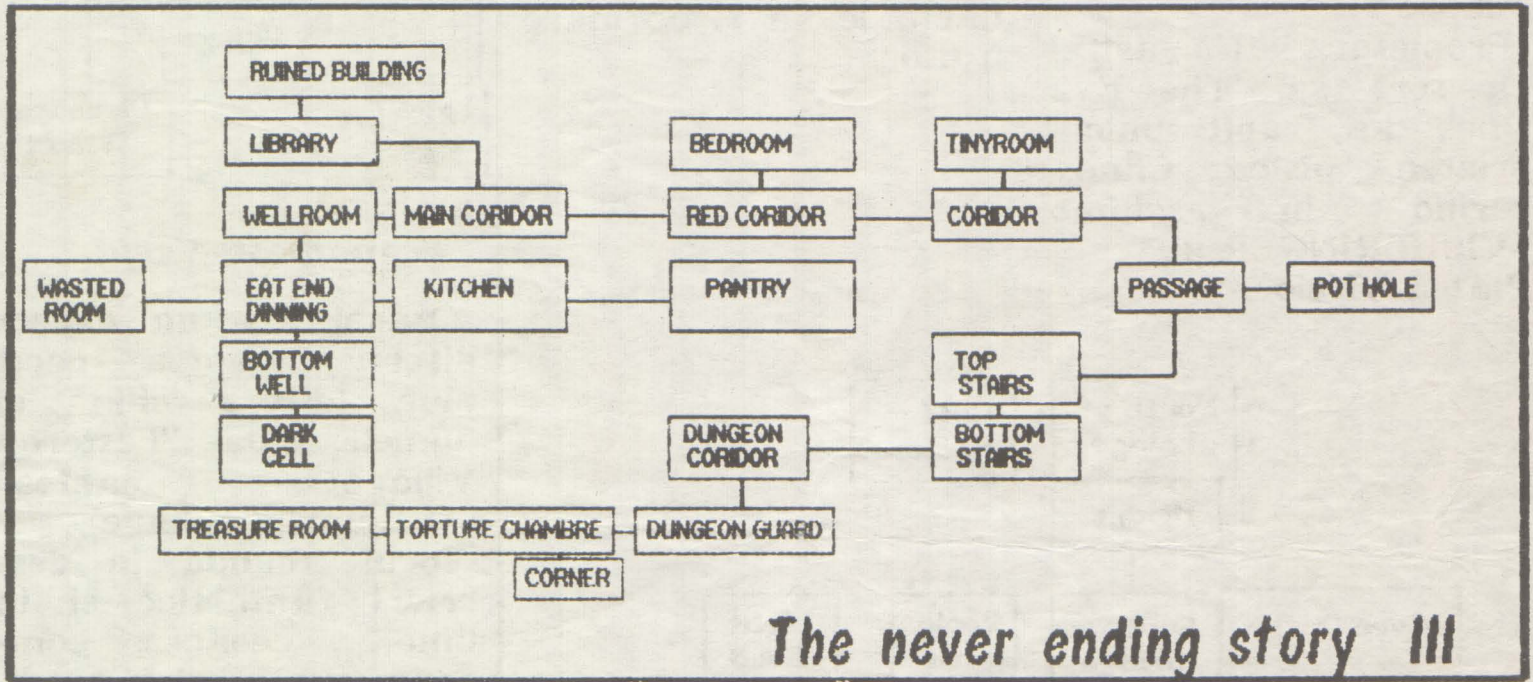 RUINED BUILDING
LIBRARY
BEDROOM
TINYROOM
WELLROOM
MAIN CORIDOR
RED CORIDOR
CORIDOR
WASTED
ROOM
EAT END
DINNING
KITCHEN
PANTRY
PASSAGE
POT HOLE
BOTTOM
WELL
TOP
STAIRS
DARK
CELL
DUNGEON
CORIDOR
BOTTOM
STAIRS
TREASURE ROOM
TORTURE CHAMBRE
DUNGEON GUARD
CORNER
The never ending story III